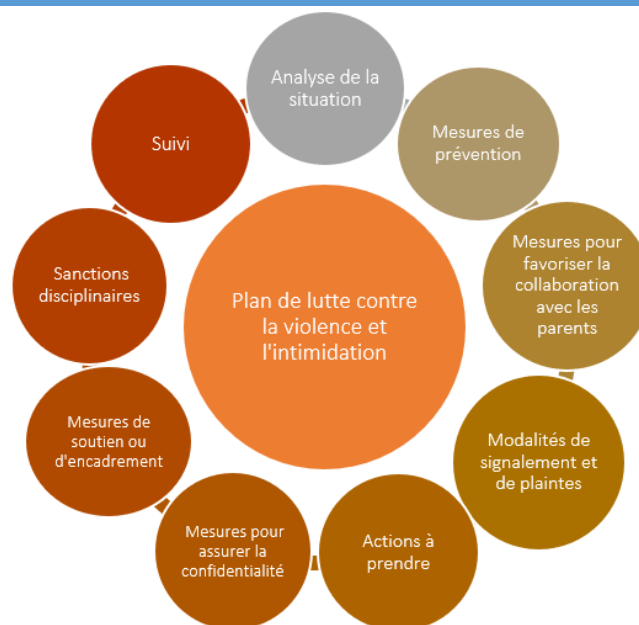 Analyse de la
situation
Mesures de
prévention
Mesures pour
favoriser la
collaboration
avec les
parents
Modalités de
signalement et
de plaintes
Actions à
prendre
Mesures pour
assurer la
confidentialité
Mesures de
soutien ou
d'encadrement
Sanctions
disciplinaires
Suivi
Plan de lutte contre
la violence et
l'intimidation